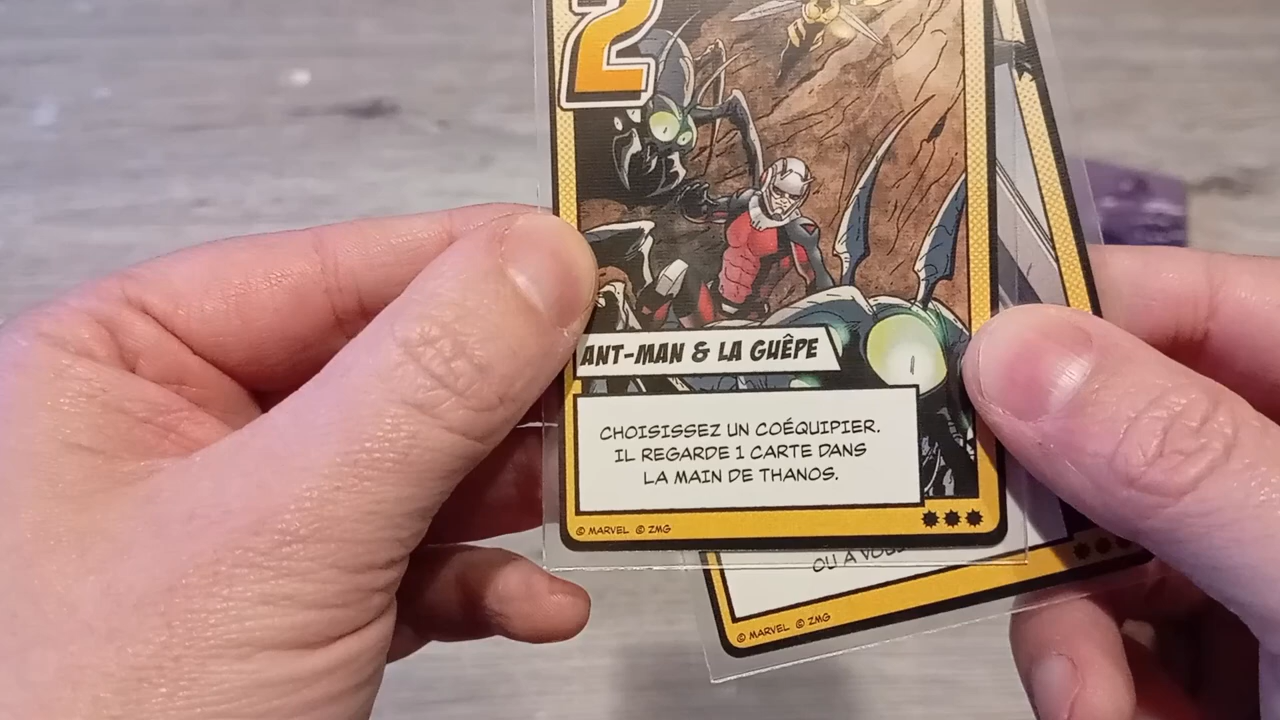 2
ANT-MAN & LA GUÊPE
CHOISISSEZ UN COÉQUIPIER.
IL REGARDE 1 CARTE DANS
LA MAIN DE THANOS.
© MARVEL © ZMG
OU À
© MARVEL © ZMG